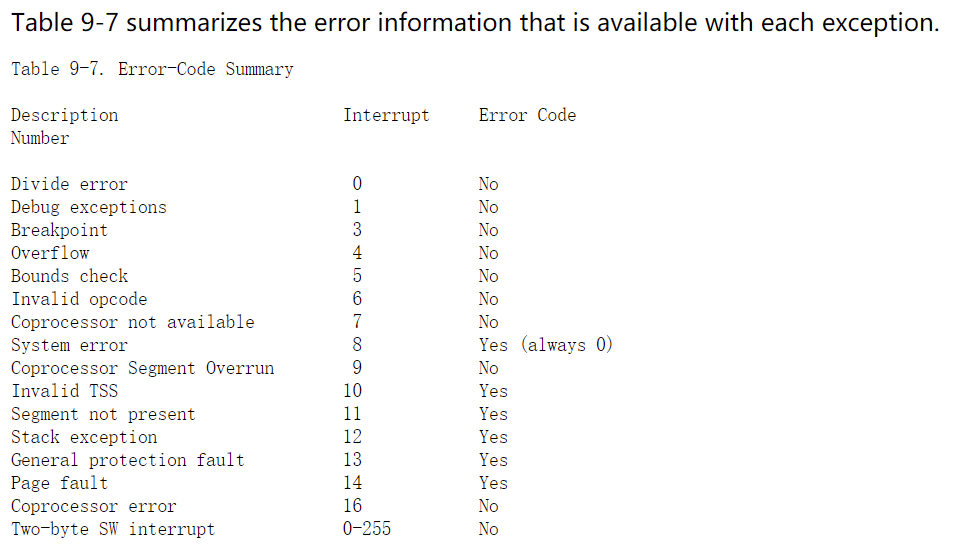 Table 9-7 summarizes the error information that is available with each exception.
Table 9-7. Error-Code Summary
Description Interrupt Error Code
Number
Divide error 0 No
Debug exceptions 1 No
Breakpoint 3 No
Overflow 4 No
Bounds check 5 No
Invalid opcode 6 No
Coprocessor not available 7 No
System error 8 Yes (always 0)
Coprocessor Segment Overrun 9 No
Invalid TSS 10 Yes
Segment not present 11 Yes
Stack exception 12 Yes
General protection fault 13 Yes
Page fault 14 Yes
Coprocessor error 16 No
Two-byte SW interrupt 0-255 No